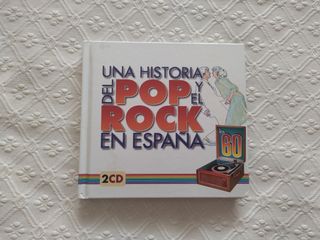 UNA HISTORIA
DEL POP Y EL
ROCK
EN ESPAÑA
60
2CD